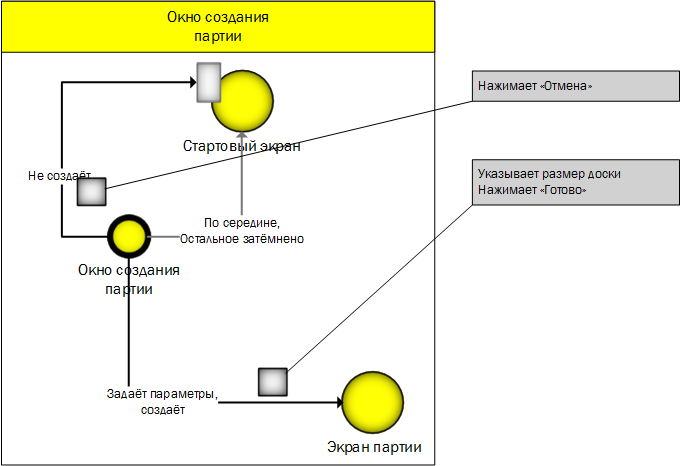 Окно создания
партии
Нажимает «Отмена»
Стартовый экран
Не создаёт
Указывает размер доски
Нажимает «Готово»
По середине,
Остальное затёмнено
Окно создания
партии
Задаёт параметры,
создаёт
Экран партии